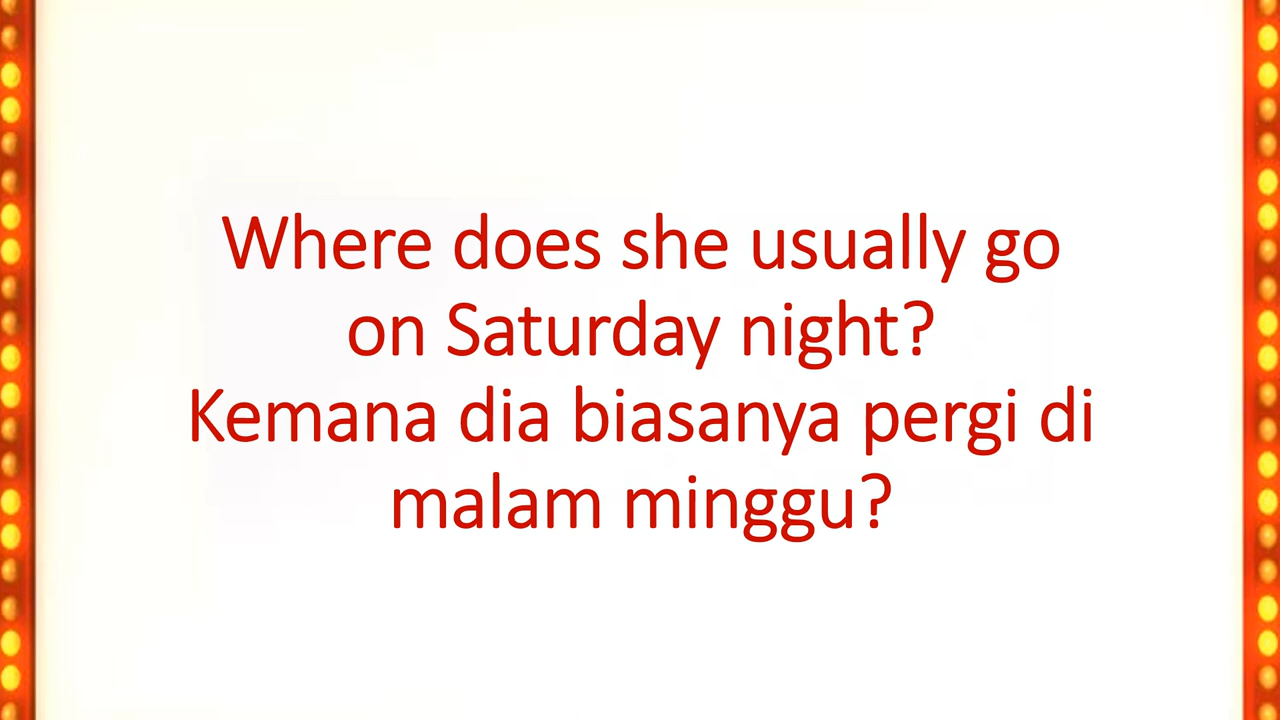 Where does she usually go
on Saturday night?
Kemana dia biasanya pergi di
malam minggu?